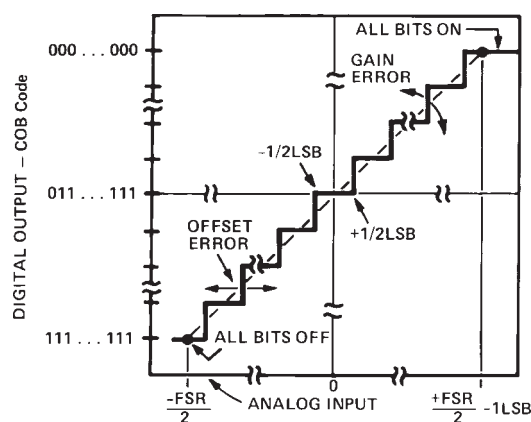 ALL BITS ON
000 ... 000
GAIN
ERROR
DIGITAL OUTPUT – COB Code
-1/2LSB
011 ... 111
+1/2LSB
OFFSET
ERROR
111 ... 111
ALL BITS OFF
0
-FSR
2
ANALOG INPUT
+FSR
2
-1LSB